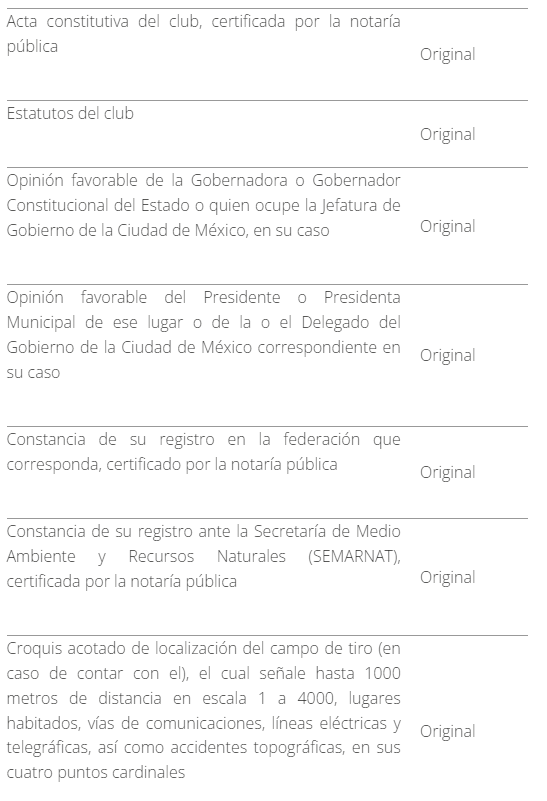 Acta constitutiva del club, certificada por la notaría
pública
Original
Estatutos del club
Original
Opinión favorable de la Gobernadora o Gobernador
Constitucional del Estado o quien ocupe la Jefatura de
Gobierno de la Ciudad de México, en su caso
Original
Opinión favorable del Presidente o Presidenta
Municipal de ese lugar o de la o el Delegado del
Gobierno de la Ciudad de México correspondiente en
su caso
Original
Constancia de su registro en la federación que
corresponda, certificado por la notaría pública
Original
Constancia de su registro ante la Secretaría de Medio
Ambiente y Recursos Naturales (SEMARNAT),
certificada por la notaría pública
Original
Croquis acotado de localización del campo de tiro (en
caso de contar con el), el cual señale hasta 1000
metros de distancia en escala 1 a 4000, lugares
habitados, vías de comunicaciones, líneas eléctricas y
telegráficas, así como accidentes topográficas, en sus
cuatro puntos cardinales
Original